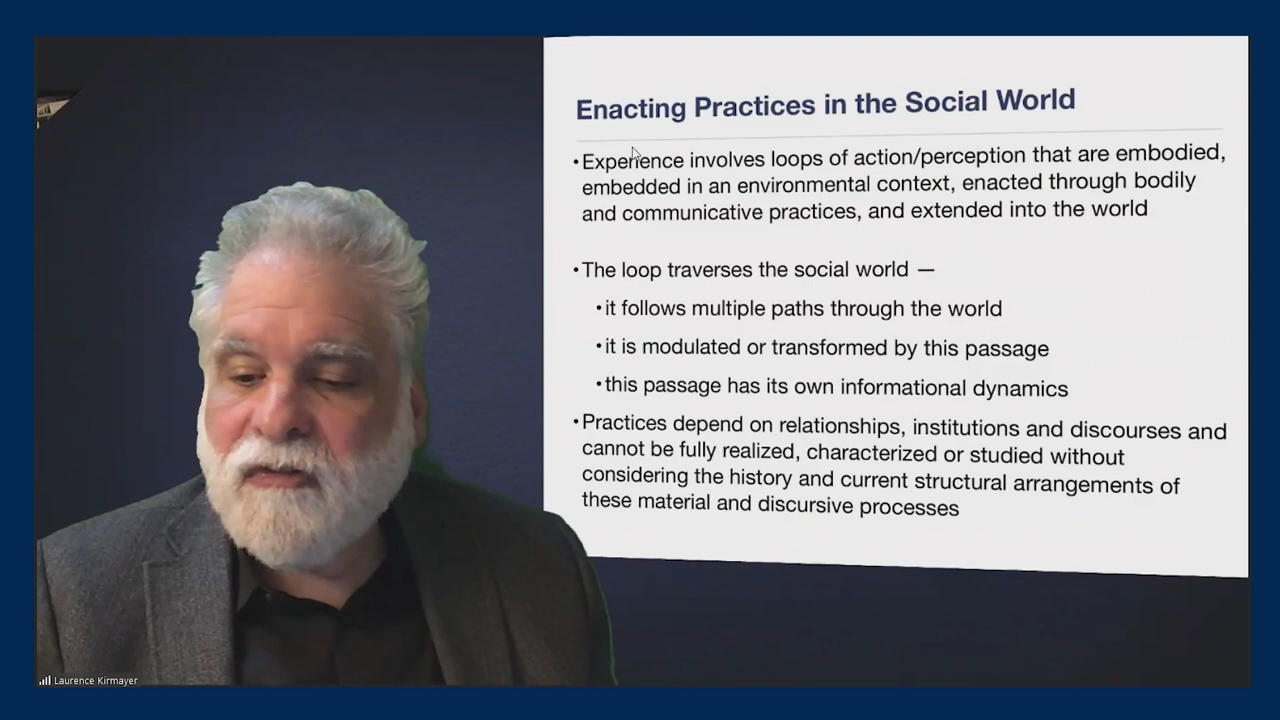 Enacting Practices in the Social World
•Experience involves loops of action/perception that are embodied,
embedded in an environmental context, enacted through bodily
and communicative practices, and extended into the world
•The loop traverses the social world —
•it follows multiple paths through the world
•it is modulated or transformed by this passage
•this passage has its own informational dynamics
•Practices depend on relationships, institutions and discourses and
cannot be fully realized, characterized or studied without
considering the history and current structural arrangements of
these material and discursive processes
Laurence Kirmayer